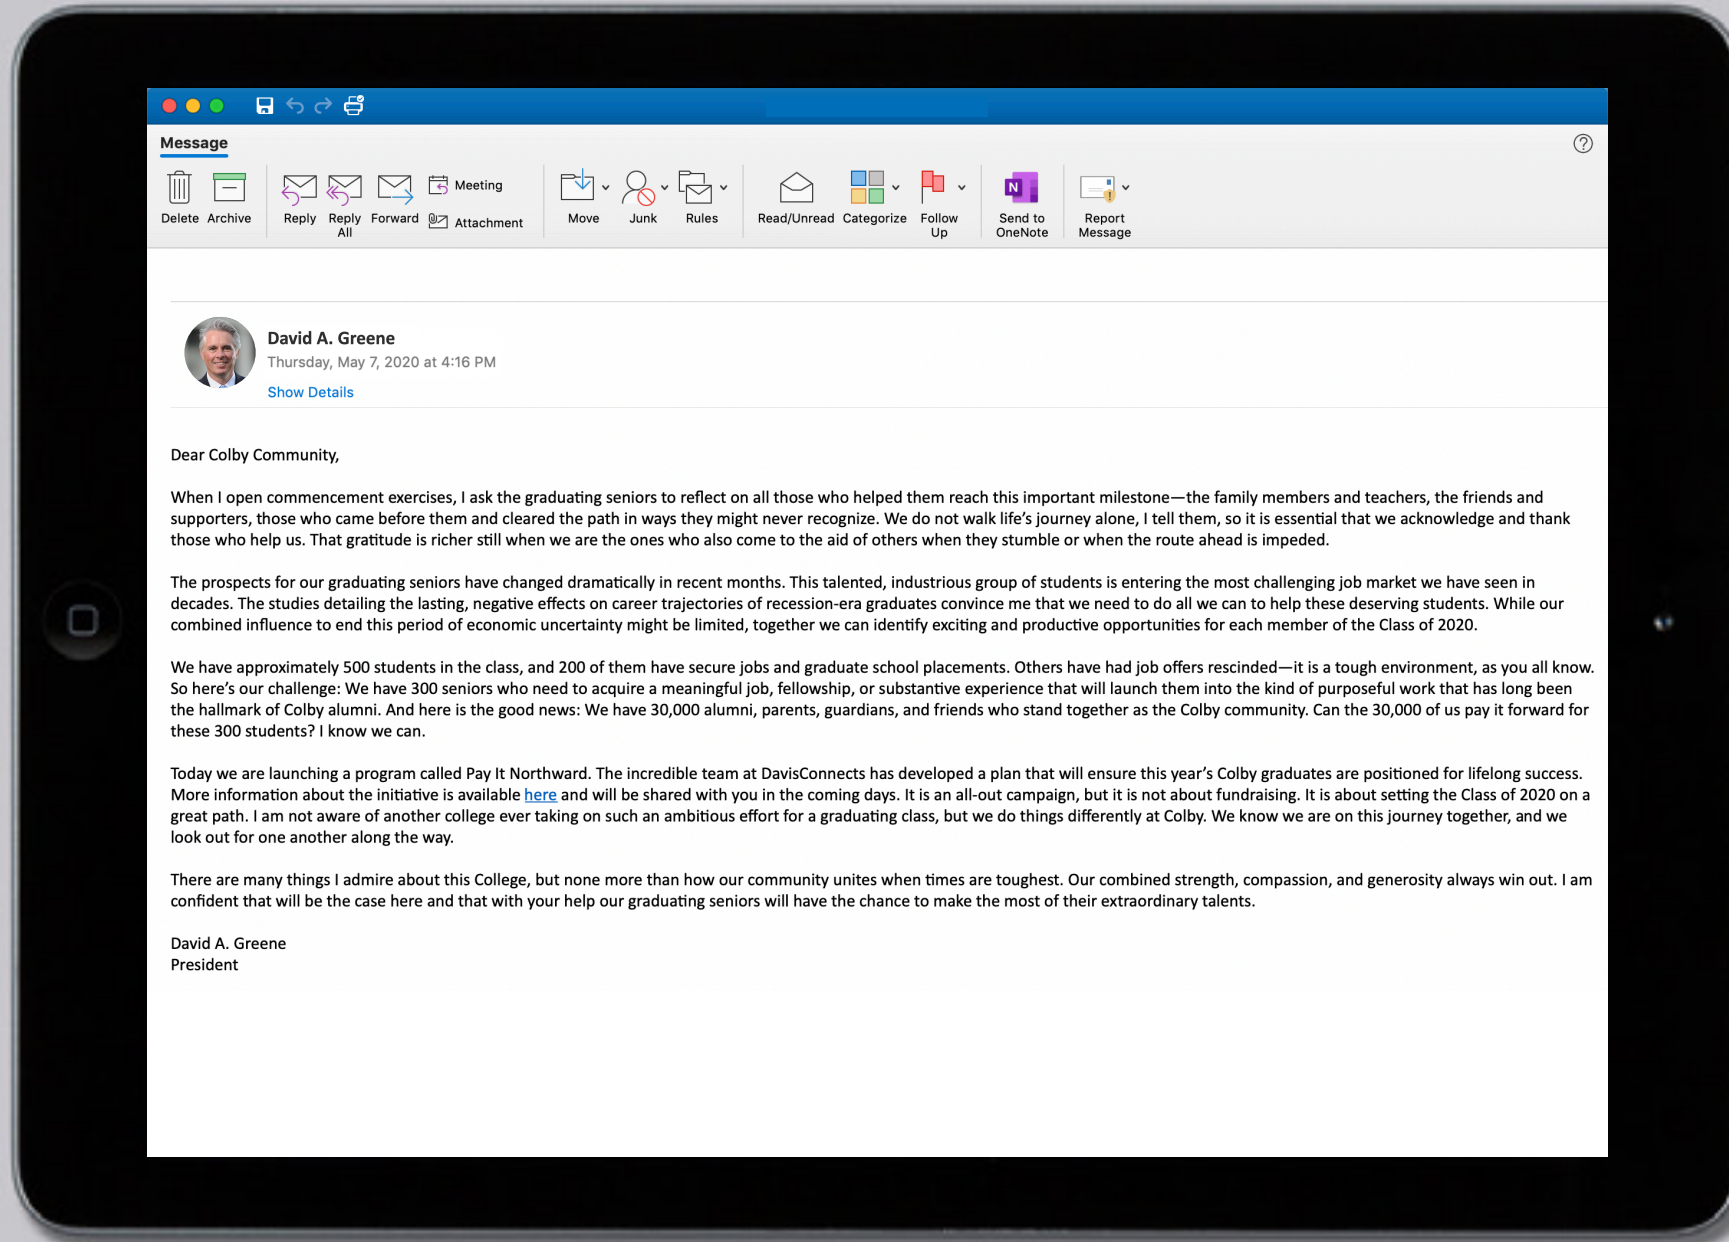 Message
Delete
Archive
Reply
Reply
All
Forward
Meeting
Attachment
Move
Junk
Rules
Read/Unread
Categorize
Follow
Up
N
Send to
OneNote
Report
Message
?
David A. Greene
Thursday, May 7, 2020 at 4:16 PM
Show Details
Dear Colby Community,
When I open commencement exercises, I ask the graduating seniors to reflect on all those who helped them reach this important milestone—the family members and teachers, the friends and
supporters, those who came before them and cleared the path in ways they might never recognize. We do not walk life’s journey alone, I tell them, so it is essential that we acknowledge and thank
those who help us. That gratitude is richer still when we are the ones who also come to the aid of others when they stumble or when the route ahead is impeded.
The prospects for our graduating seniors have changed dramatically in recent months. This talented, industrious group of students is entering the most challenging job market we have seen in
decades. The studies detailing the lasting, negative effects on career trajectories of recession-era graduates convince me that we need to do all we can to help these deserving students. While our
combined influence to end this period of economic uncertainty might be limited, together we can identify exciting and productive opportunities for each member of the Class of 2020.
We have approximately 500 students in the class, and 200 of them have secure jobs and graduate school placements. Others have had job offers rescinded—it is a tough environment, as you all know.
So here’s our challenge: We have 300 seniors who need to acquire a meaningful job, fellowship, or substantive experience that will launch them into the kind of purposeful work that has long been
the hallmark of Colby alumni. And here is the good news: We have 30,000 alumni, parents, guardians, and friends who stand together as the Colby community. Can the 30,000 of us pay it forward for
these 300 students? I know we can.
Today we are launching a program called Pay It Northward. The incredible team at DavisConnects has developed a plan that will ensure this year’s Colby graduates are positioned for lifelong success.
More information about the initiative is available here and will be shared with you in the coming days. It is an all-out campaign, but it is not about fundraising. It is about setting the Class of 2020 on a
great path. I am not aware of another college ever taking on such an ambitious effort for a graduating class, but we do things differently at Colby. We know we are on this journey together, and we
look out for one another along the way.
There are many things I admire about this College, but none more than how our community unites when times are toughest. Our combined strength, compassion, and generosity always win out. I am
confident that will be the case here and that with your help our graduating seniors will have the chance to make the most of their extraordinary talents.
David A. Greene
President